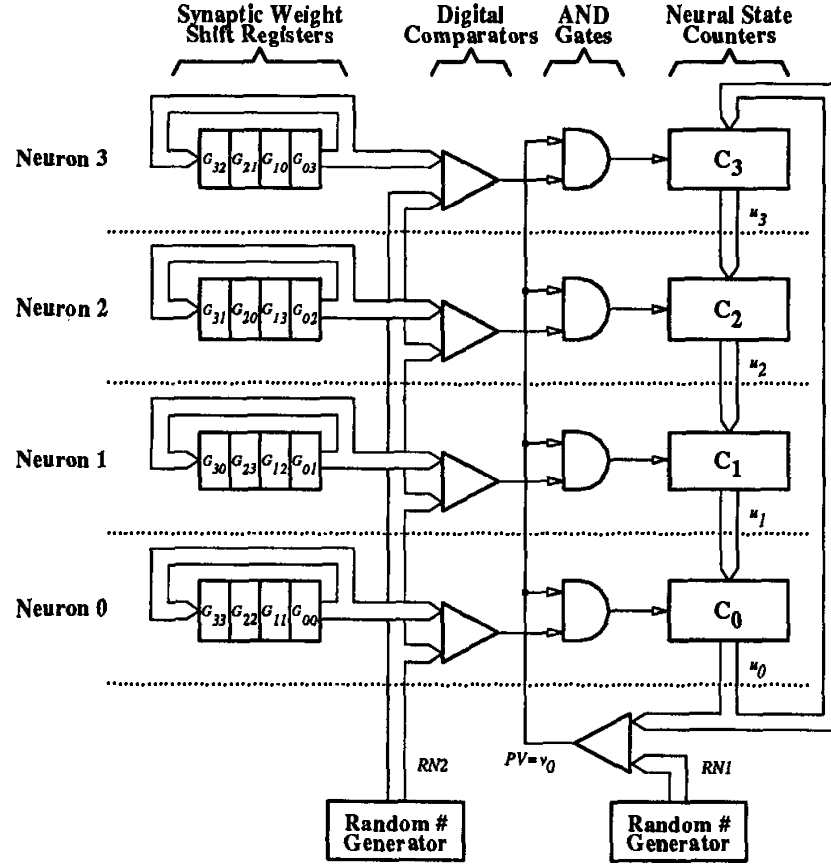 Synaptic Weight
Shift Registers
Digital
Comparators
AND
Gates
Neural State
Counters
Neuron 3
G32 G21 G10 G03
C3
u3
Neuron 2
G31 G20 G13 G02
C2
u2
Neuron 1
G30 G23 G12 G01
C1
u1
Neuron 0
G33 G22 G11 G00
C0
u0
RN2
PV=v0
RN1
Random #
Generator
Random #
Generator